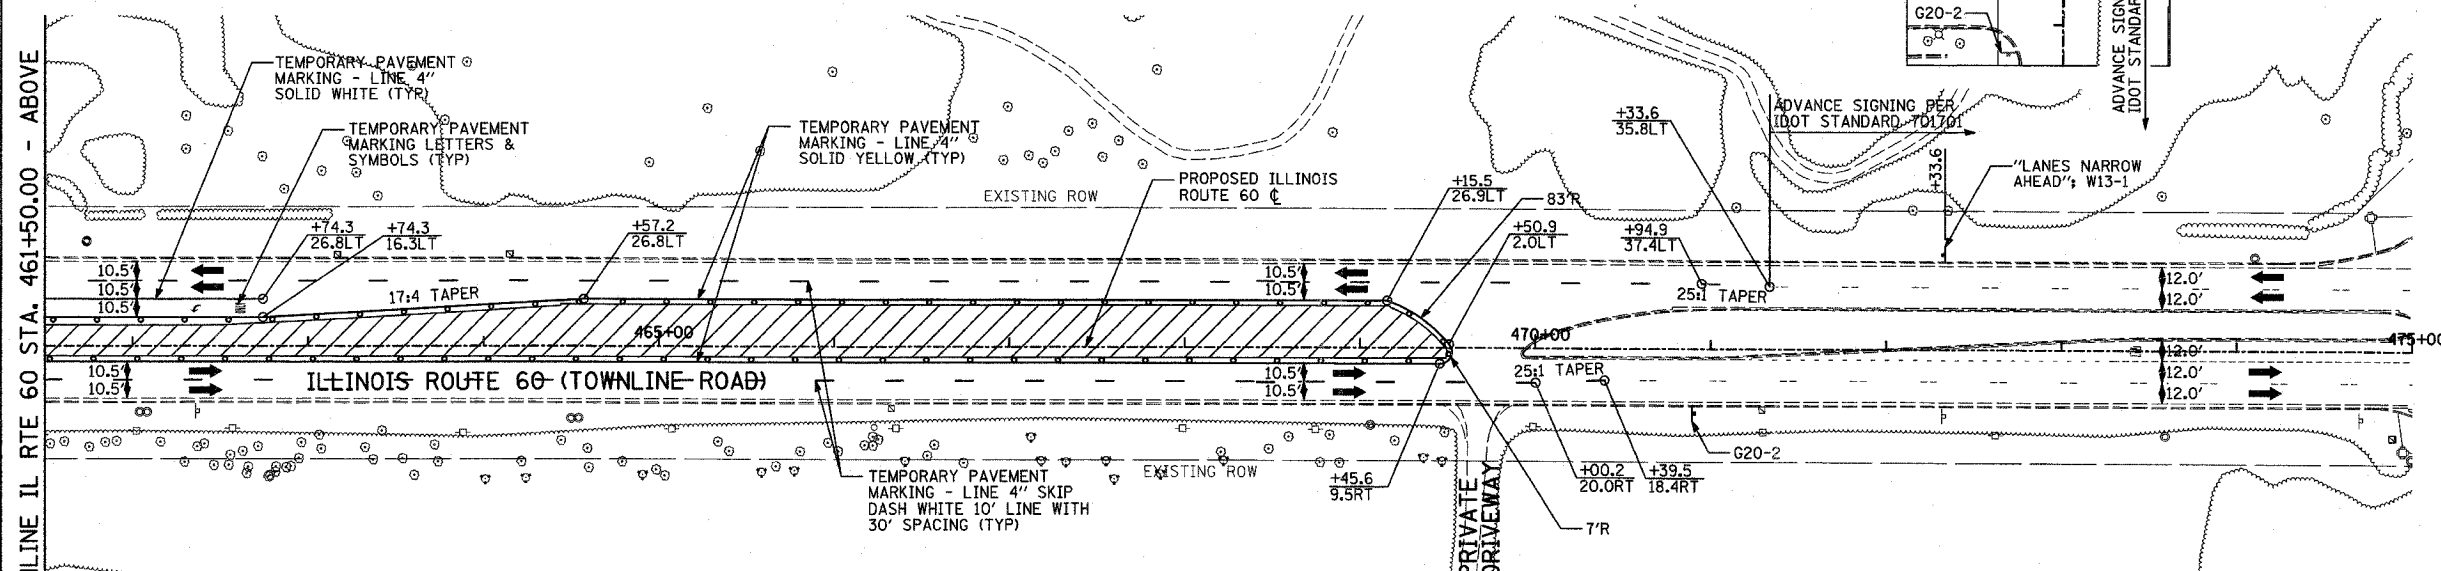 G20-2
ADVANCE SIGN
IDOT STANDAR
MLINE IL RTE 60 STA. 461+50.00 - ABOVE
TEMPORARY PAVEMENT
MARKING - LINE 4"
SOLID WHITE (TYP)
TEMPORARY PAVEMENT
MARKING LETTERS &
SYMBOLS (TYP)
TEMPORARY PAVEMENT
MARKING - LINE 4"
SOLID YELLOW (TYP)
PROPOSED ILLINOIS
ROUTE 60 ℄
EXISTING ROW
+33.6
35.8LT
ADVANCE SIGNING PER
IDOT STANDARD 701701
+33.6
"LANES NARROW
AHEAD"; W13-1
+74.3
26.8LT
+74.3
16.3LT
+57.2
26.8LT
+15.5
26.9LT
83'R
+50.9
2.0LT
+94.9
37.4LT
10.5'
10.5'
10.5'
17:4 TAPER
10.5'
10.5'
25:1 TAPER
12.0'
12.0'
465+00
470+00
475+00
10.5'
10.5'
ILLINOIS ROUTE 60 (TOWNLINE ROAD)
10.5'
10.5'
25:1 TAPER
12.0'
12.0'
12.0'
TEMPORARY PAVEMENT
MARKING - LINE 4" SKIP
DASH WHITE 10' LINE WITH
30' SPACING (TYP)
EXISTING ROW
+45.6
9.5RT
PRIVATE
DRIVEWAY
+00.2
20.0RT
+39.5
18.4RT
G20-2
7'R